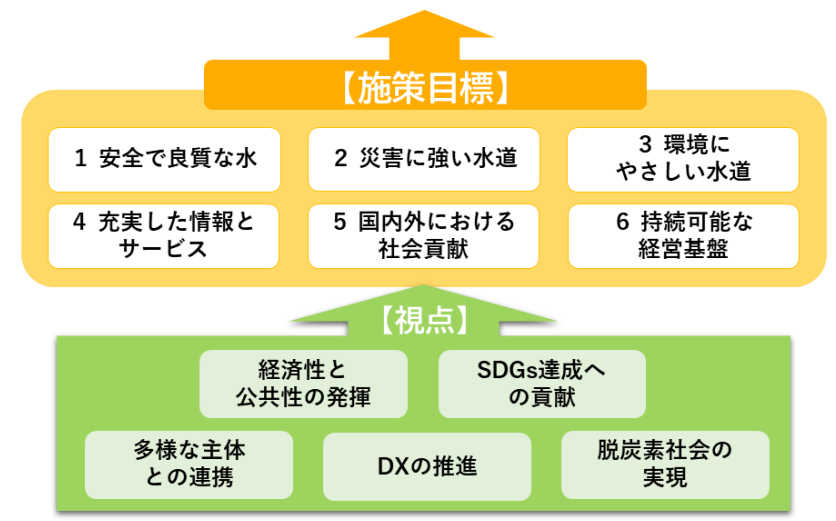 【施策目標】
1 安全で良質な水
2 災害に強い水道
3 環境に
やさしい水道
4 充実した情報と
サービス
5 国内外における
社会貢献
6 持続可能な
経営基盤
【視点】
経済性と
公共性の発揮
SDGs達成へ
の貢献
多様な主体
との連携
DXの推進
脱炭素社会の
実現